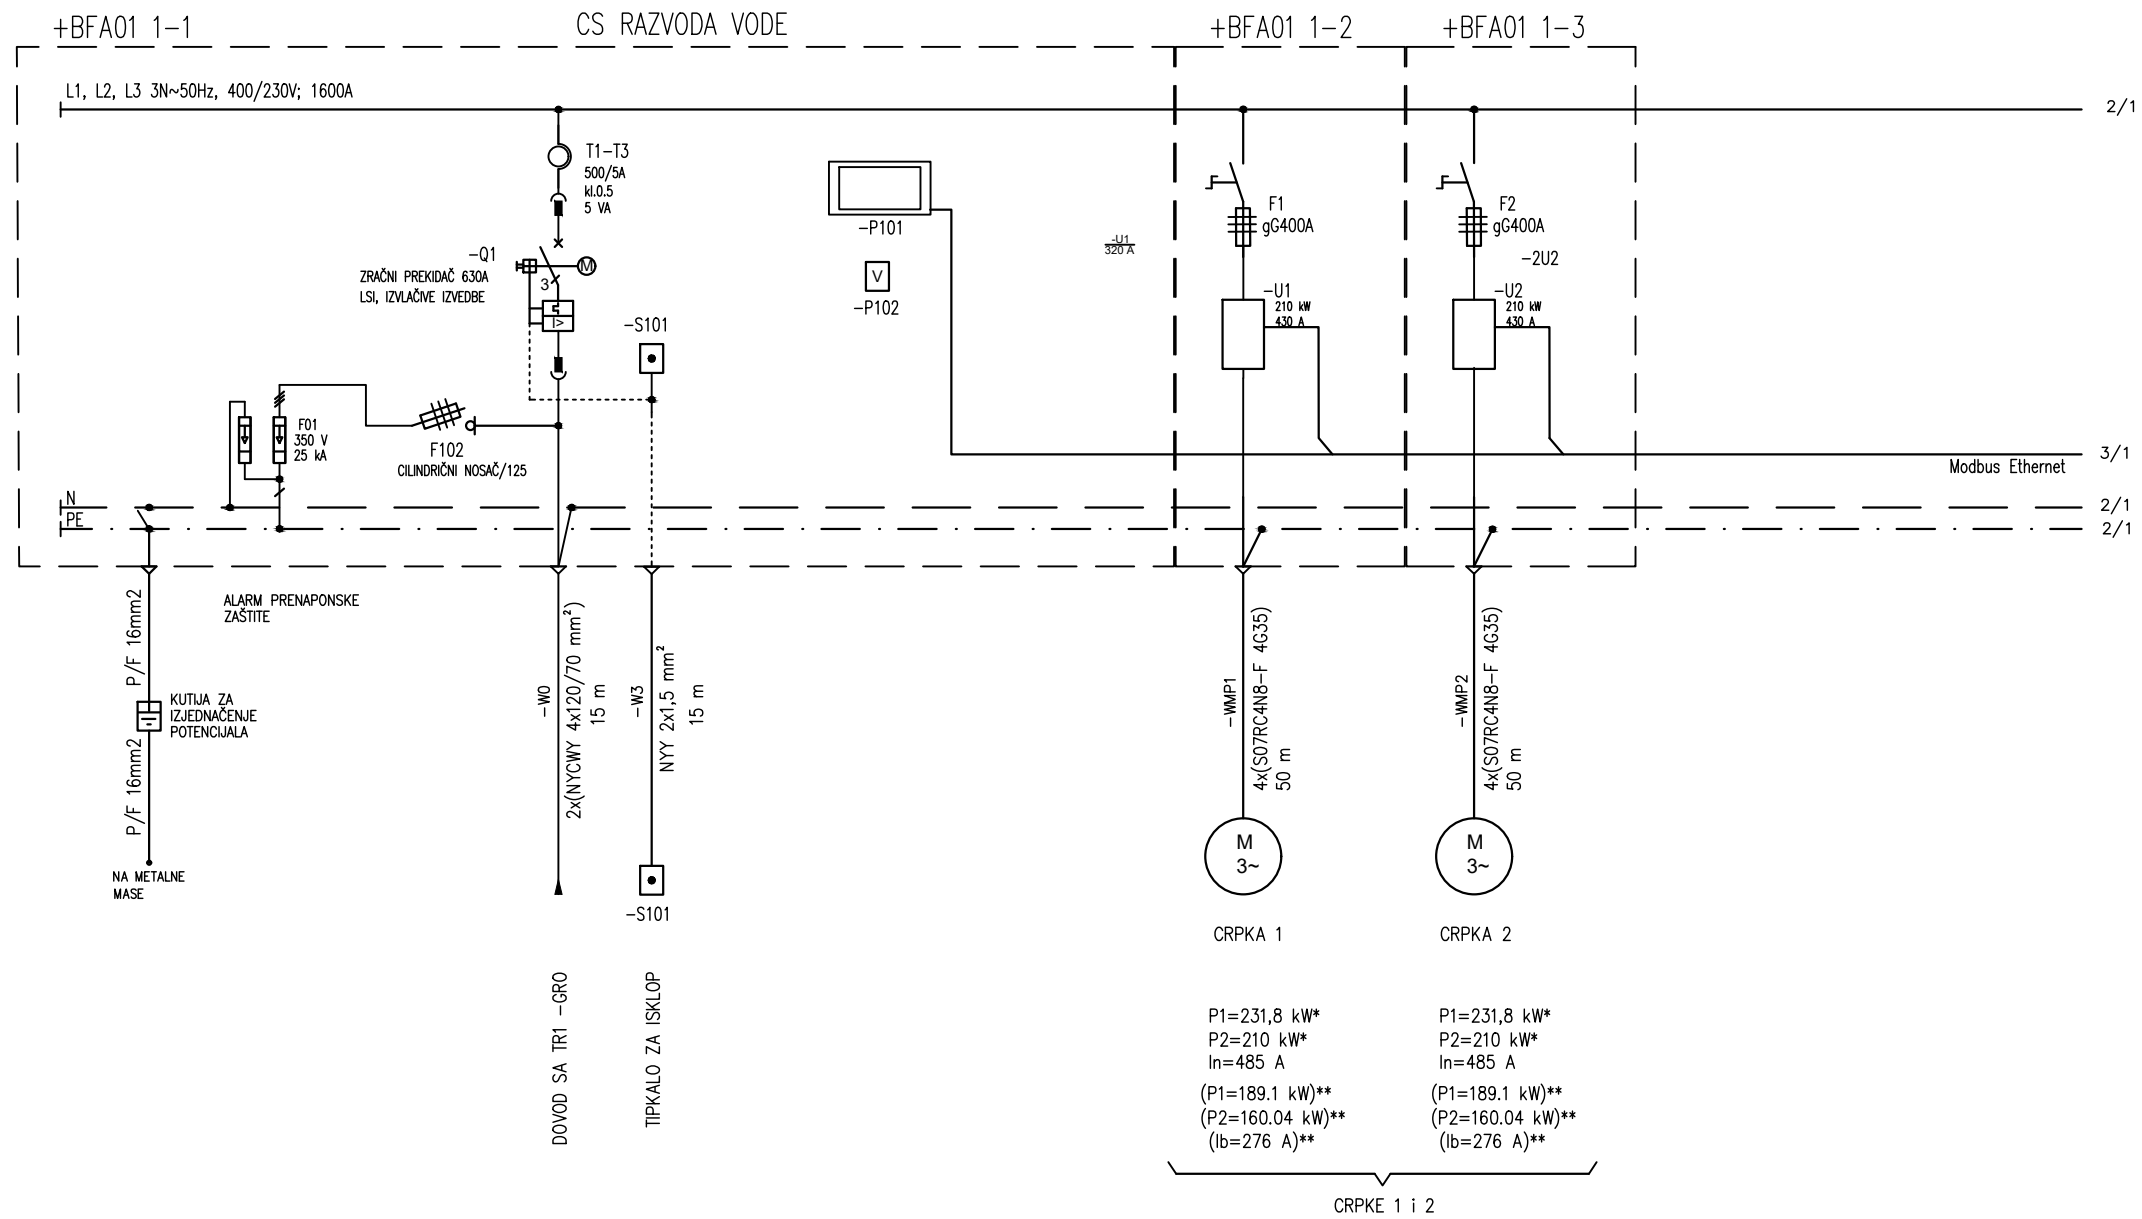 +BFA01 1-1
CS RAZVODA VODE
+BFA01 1-2
+BFA01 1-3
L1, L2, L3 3N~50Hz, 400/230V; 1600A
2/1
T1-T3
500/5A
kl.0.5
5 VA
-P101
V
-P102
-U1
320 A
F1
gG400A
F2
gG400A
-2U2
-Q1
ZRAČNI PREKIDAČ 630A
LSI, IZVLAČIVE IZVEDBE
M
3
I>
-U1
210 kW
430 A
-U2
210 kW
430 A
-S101
F01
350 V
25 kA
F102
CILINDRIČNI NOSAČ/125
3/1
Modbus Ethernet
N
2/1
PE
2/1
ALARM PRENAPONSKE
ZAŠTITE
P/F 16mm2
KUTIJA ZA
IZJEDNAČENJE
POTENCIJALA
P/F 16mm2
NA METALNE
MASE
-W0
2x(NYCWY 4x120/70 mm²)
15 m
-W3
NYY 2x1,5 mm²
15 m
-S101
-WMP1
4x(S07RC4N8-F 4G35)
50 m
-WMP2
4x(S07RC4N8-F 4G35)
50 m
M
3~
M
3~
CRPKA 1
CRPKA 2
DOVOD SA TR1 -GRO
TIPKALO ZA ISKLOP
P1=231,8 kW*
P2=210 kW*
In=485 A
(P1=189.1 kW)**
(P2=160.04 kW)**
(Ib=276 A)**
P1=231,8 kW*
P2=210 kW*
In=485 A
(P1=189.1 kW)**
(P2=160.04 kW)**
(Ib=276 A)**
CRPKE 1 i 2